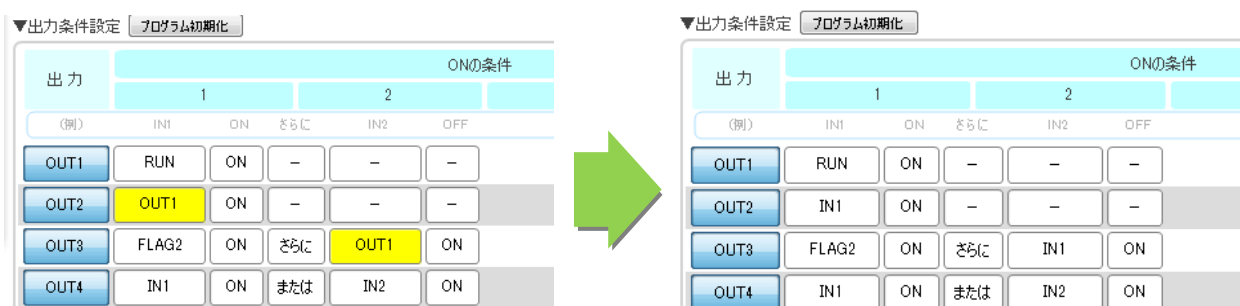 ▼出力条件設定 プログラム初期化
出力 ONの条件
1 2
(例) IN1 ON さらに IN2 OFF
OUT1 RUN ON − − −
OUT2 OUT1 ON − − −
OUT3 FLAG2 ON さらに OUT1 ON
OUT4 IN1 ON または IN2 ON
▼出力条件設定 プログラム初期化
出力 ONの条件
1 2
(例) IN1 ON さらに IN2 OFF
OUT1 RUN ON − − −
OUT2 IN1 ON − − −
OUT3 FLAG2 ON さらに IN1 ON
OUT4 IN1 ON または IN2 ON